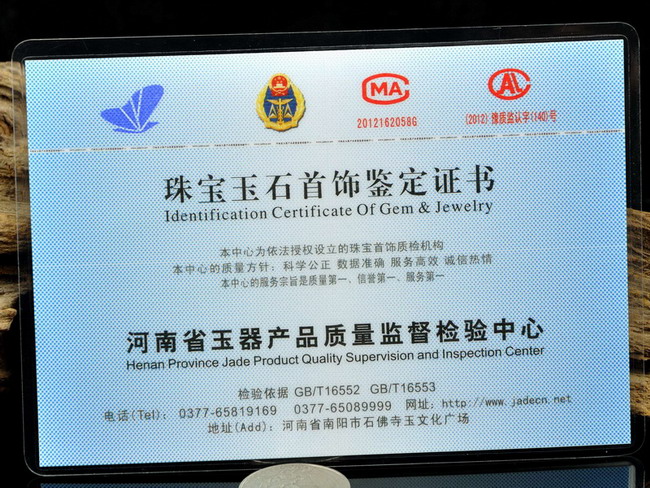 MA
2012162058G
AL
(2012) 豫质监认字(140)号
珠宝玉石首饰鉴定证书
Identification Certificate Of Gem & Jewelry
本中心为依法授权设立的珠宝首饰质检机构
本中心的质量方针：科学公正 数据准确 服务高效 诚信热情
本中心的服务宗旨是质量第一、信誉第一、服务第一
河南省玉器产品质量监督检验中心
Henan Province Jade Product Quality Supervision and Inspection Center
检验依据 GB/T16552 GB/T16553
电话(Tel): 0377-65819169 0377-65089999 网址: http://www.jadecn.net
地址(Add): 河南省南阳市石佛寺玉文化广场